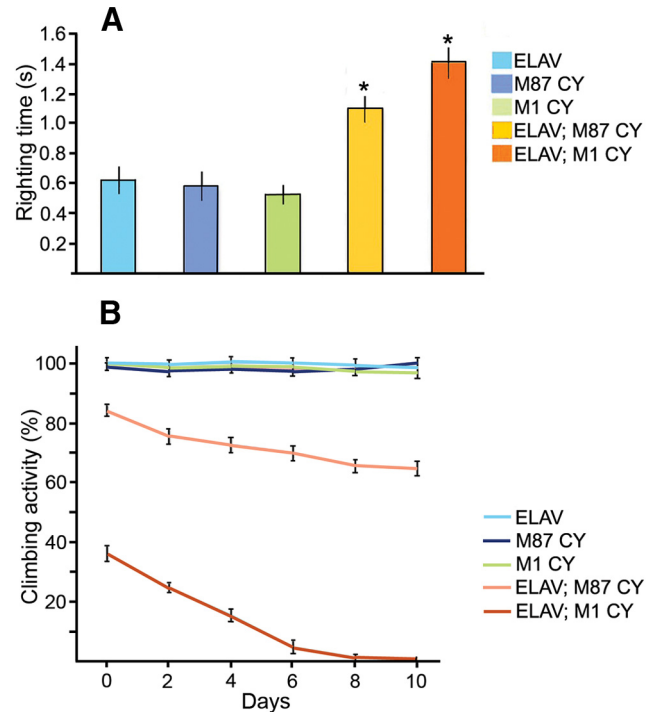 A
Righting time (s)
1.6
1.4
1.2
1.0
0.8
0.6
0.4
0.2
*
*
ELAV
M87 CY
M1 CY
ELAV; M87 CY
ELAV; M1 CY
B
Climbing activity (%)
100
80
60
40
20
0 2 4 6 8 10
Days
ELAV
M87 CY
M1 CY
ELAV; M87 CY
ELAV; M1 CY